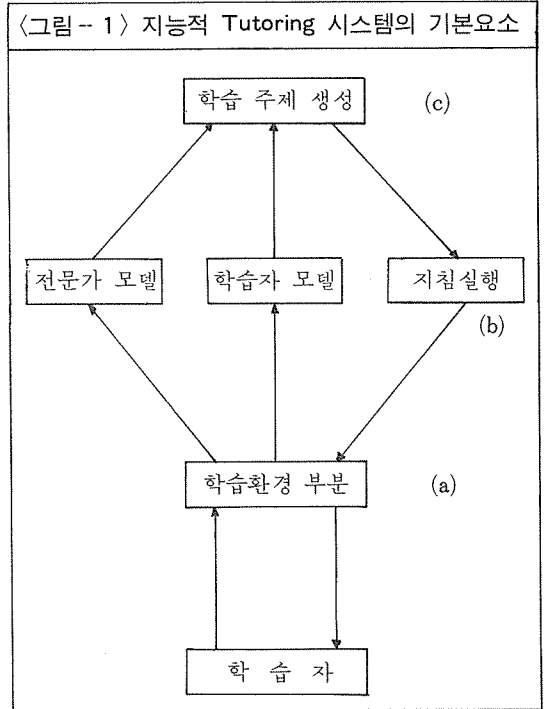 〈그림 - 1 〉 지능적 Tutoring 시스템의 기본요소
학습 주제 생성 (c)
전문가 모델 학습자 모델 지침실행
(b)
학습환경 부분 (a)
학 습 자